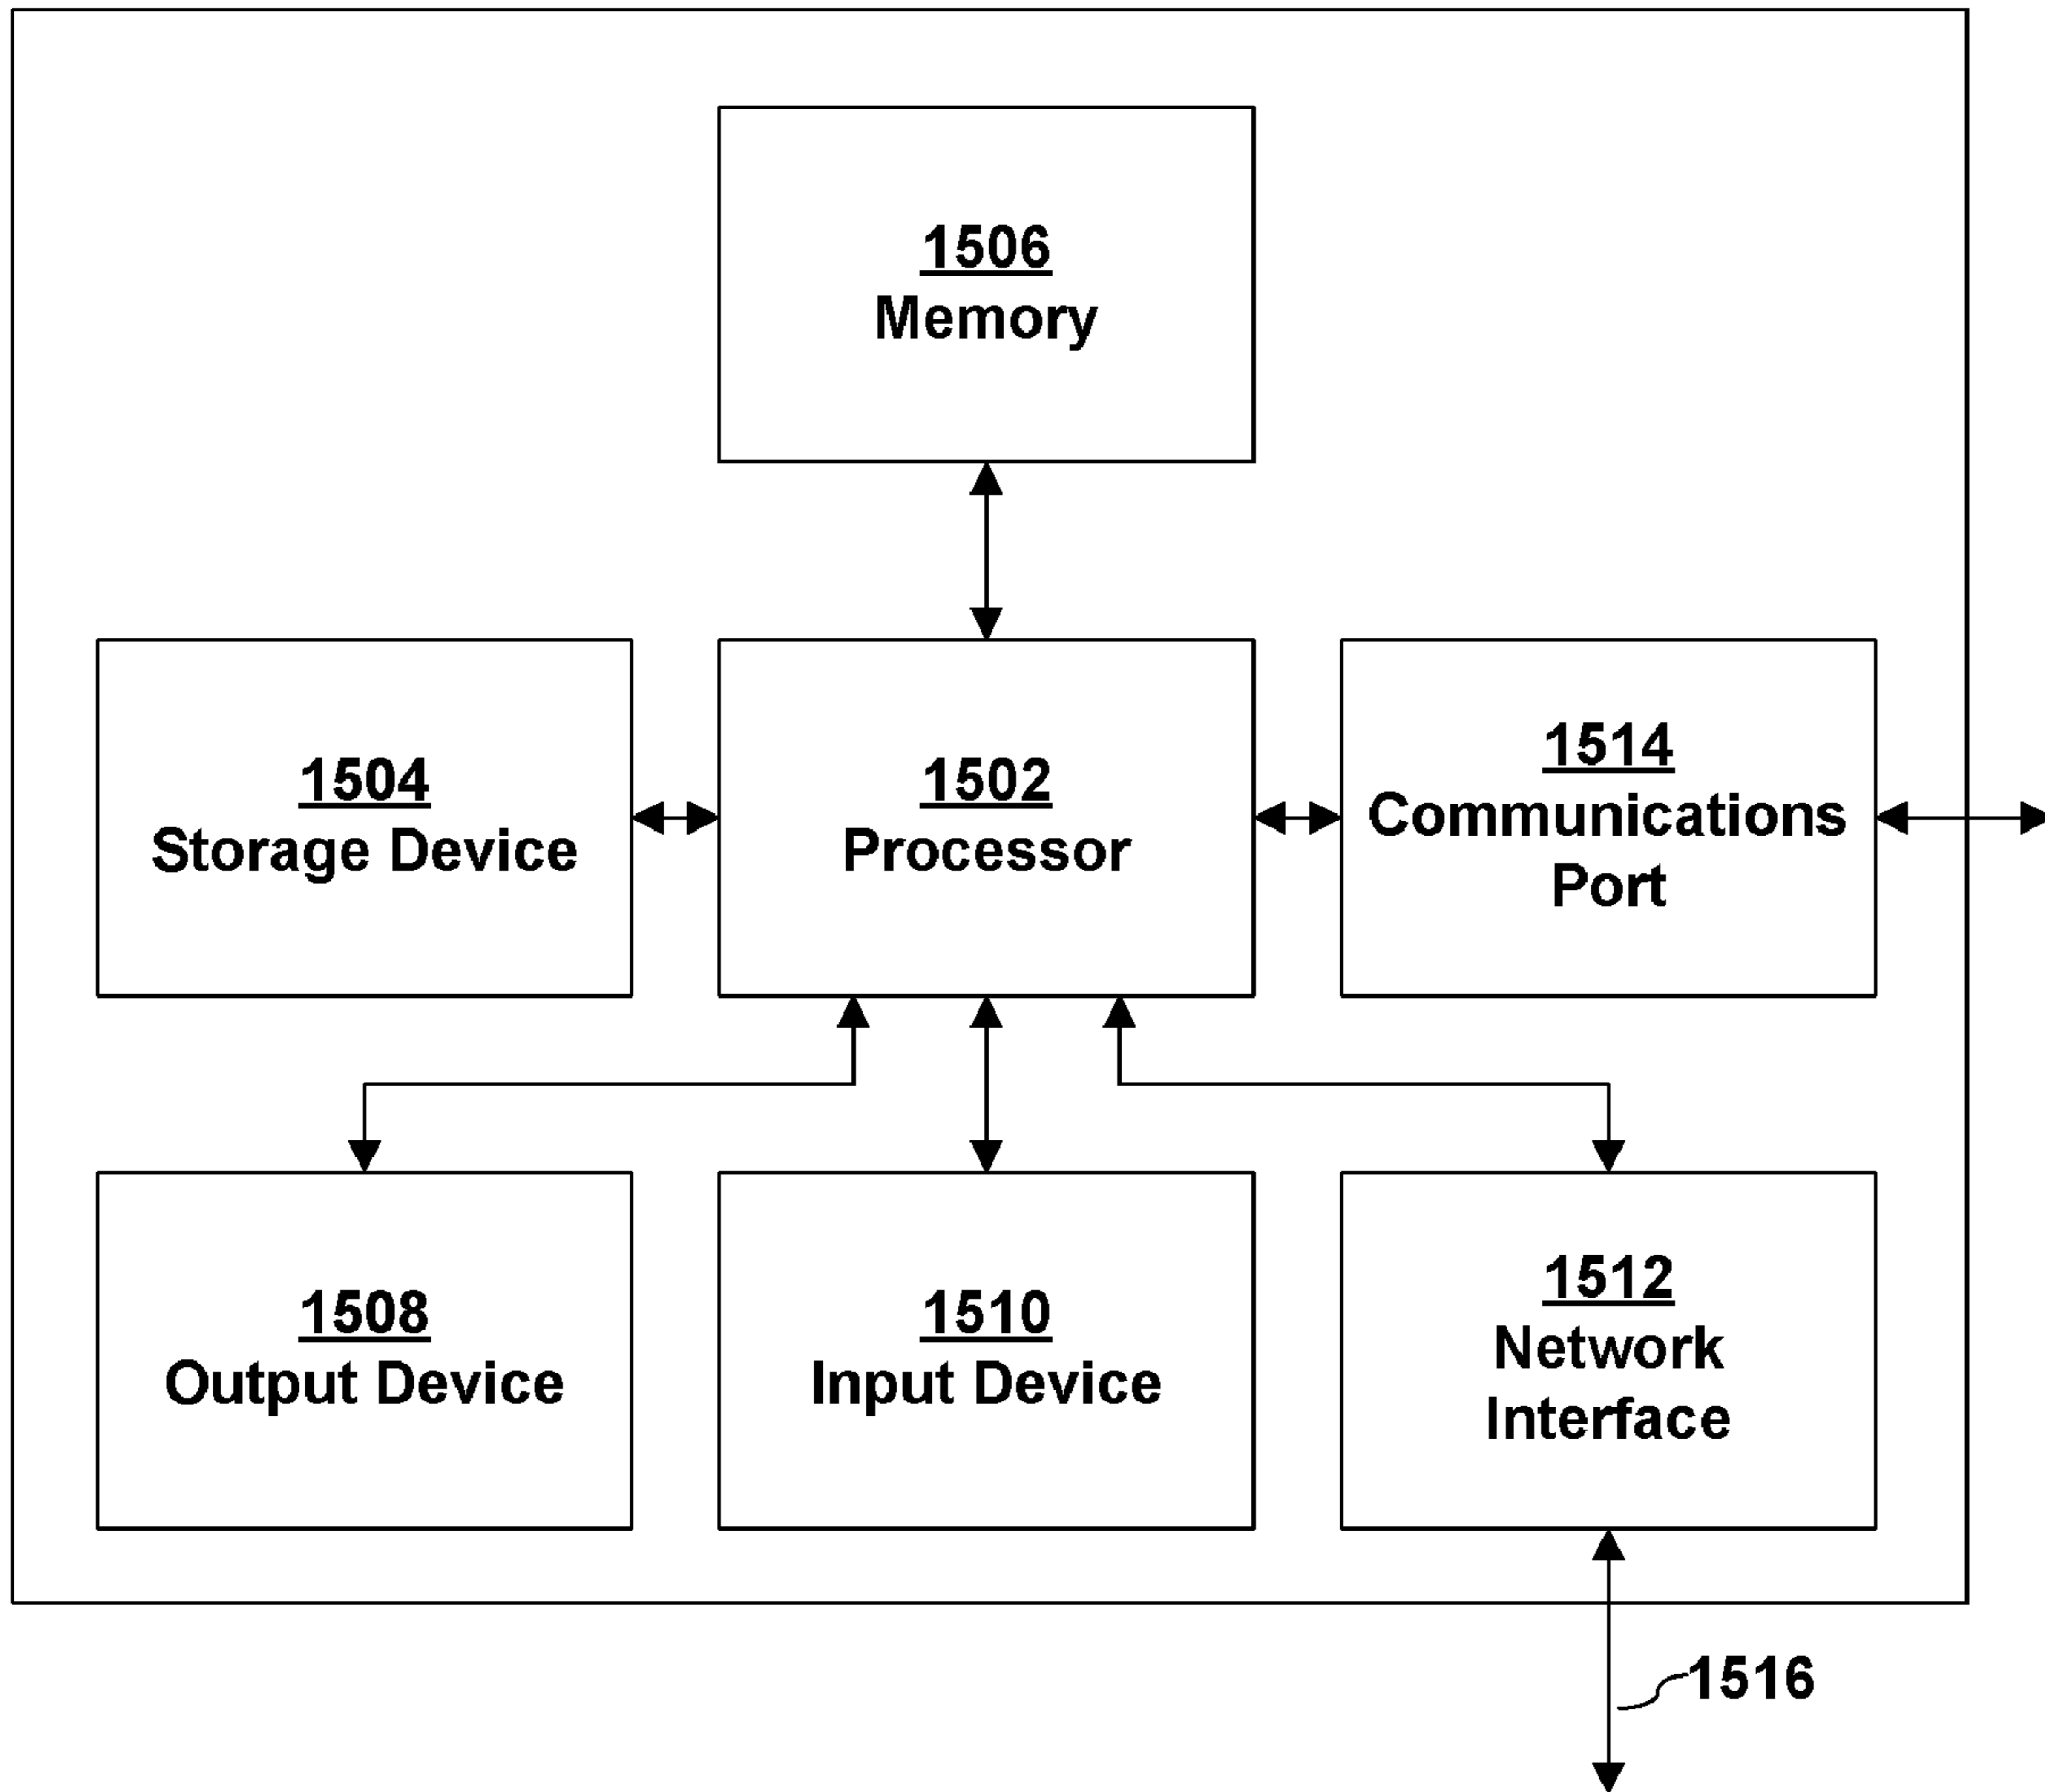 1506
Memory
1504
Storage Device
1502
Processor
1514
Communications
Port
1508
Output Device
1510
Input Device
1512
Network
Interface
1516